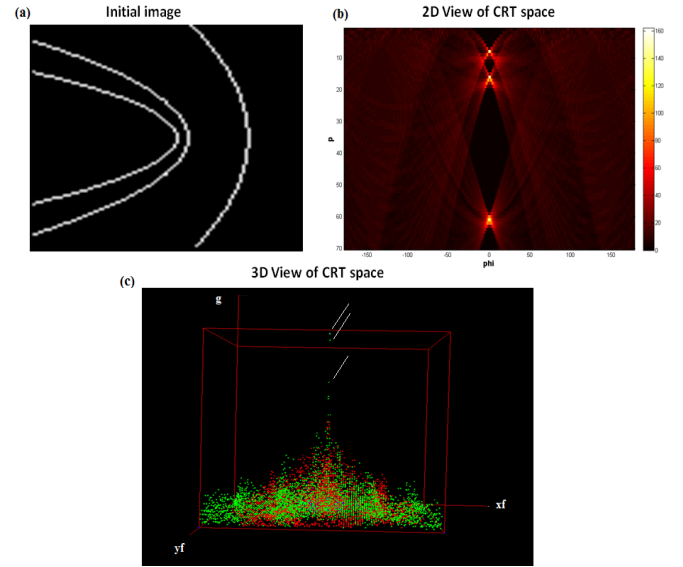 (a)
Initial image
(b)
2D View of CRT space
p
10
20
30
40
50
60
70
-150
-100
-50
0
50
100
150
phi
160
140
120
100
80
60
40
20
0
(c)
3D View of CRT space
g
xf
yf